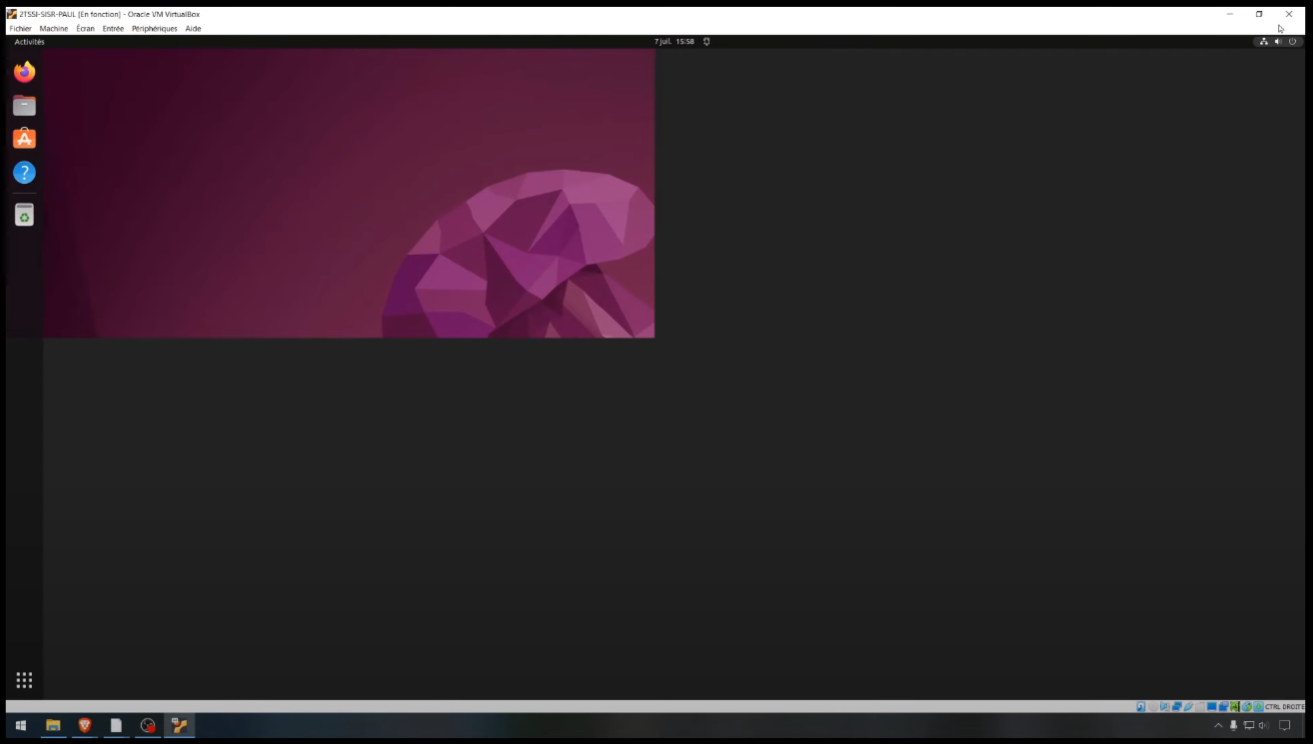 2TSSI-SISR-PAUL [En fonction] - Oracle VM VirtualBox
Fichier Machine Écran Entrée Périphériques Aide
Activités 7 juil. 15:58
CTRL DROITE